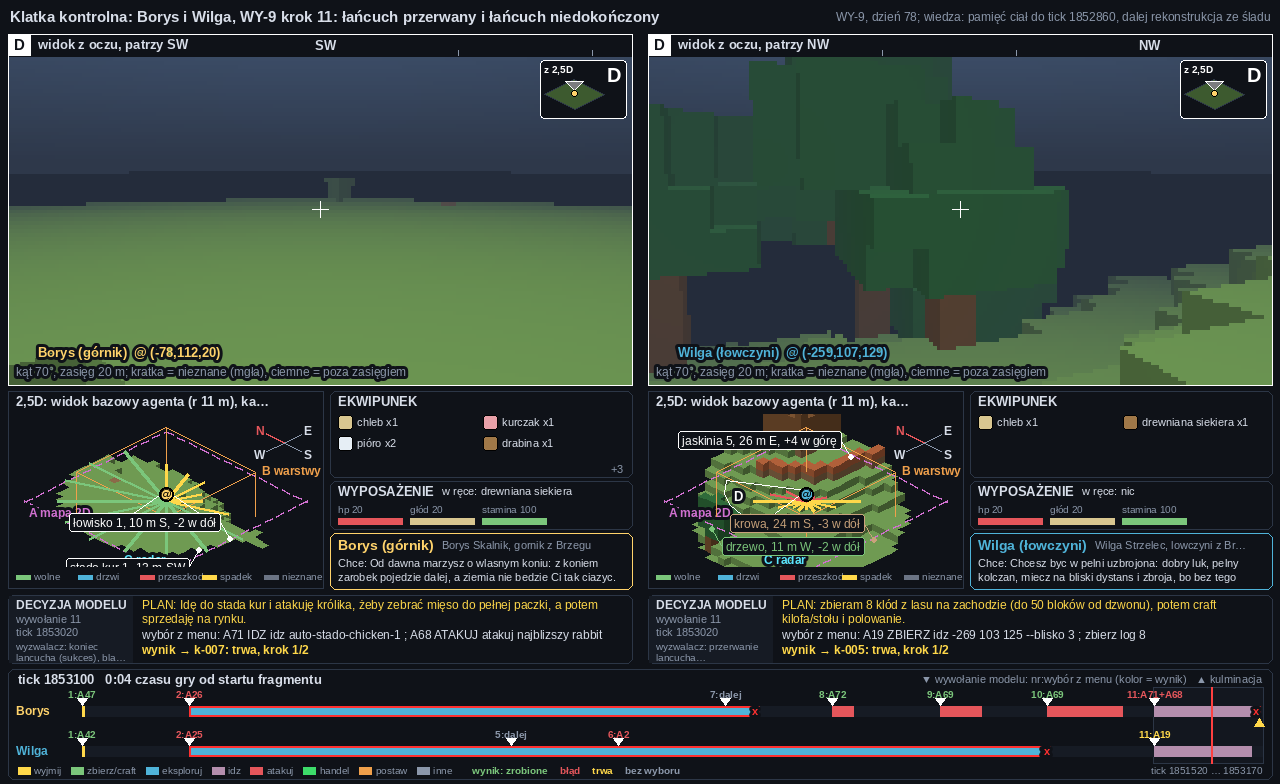 Klatka kontrolna: Borys i Wilga, WY-9 krok 11: łańcuch przerwany i łańcuch niedokończony
WY-9, dzień 78; wiedza: pamięć ciał do tick 1852860, dalej rekonstrukcja ze śladu
D widok z oczu, patrzy SW
SW
z 2,5D
D
Borys (górnik) @ (-78,112,20)
kąt 70°, zasięg 20 m; kratka = nieznane (mgła), ciemne = poza zasięgiem
D widok z oczu, patrzy NW
NW
z 2,5D
D
Wilga (łowczyni) @ (-259,107,129)
kąt 70°, zasięg 20 m; kratka = nieznane (mgła), ciemne = poza zasięgiem
2,5D: widok bazowy agenta (r 11 m), ka…
N
E
W
S
B warstwy
A mapa 2D
@
łowisko 1, 10 m S, -2 w dół
C radar
wolne
drzwi
przeszkod
spadek
nieznane
EKWIPUNEK
chleb x1
kurczak x1
pióro x2
drabina x1
+3
WYPOSAŻENIE w ręce: drewniana siekiera
hp 20
głód 20
stamina 100
Borys (górnik) Borys Skalnik, gornik z Brzegu
Chce: Od dawna marzysz o wlasnym koniu: z koniem
zarobek pojedzie dalej, a ziemia nie bedzie Ci tak ciazyc.
2,5D: widok bazowy agenta (r 11 m), ka…
jaskinia 5, 26 m E, +4 w górę
N
E
W
S
B warstwy
D
@
A mapa 2D
krowa, 24 m S, -3 w dół
drzewo, 11 m W, -2 w dół
C radar
wolne
drzwi
przeszkod
spadek
nieznane
EKWIPUNEK
chleb x1
drewniana siekiera x1
WYPOSAŻENIE w ręce: nic
hp 20
głód 20
stamina 100
Wilga (łowczyni) Wilga Strzelec, lowczyni z Br…
Chce: Chcesz byc w pelni uzbrojona: dobry luk, pelny
kolczan, miecz na bliski dystans i zbroja, bo bez tego
DECYZJA MODELU
wywołanie 11
tick 1853020
wyzwalacz: koniec
lancucha (sukces), bla…
PLAN: Idę do stada kur i atakuję królika, żeby zebrać mięso do pełnej paczki, a potem
sprzedaję na rynku.
wybór z menu: A71 IDZ idz auto-stado-chicken-1 ; A68 ATAKUJ atakuj najblizszy rabbit
wynik → k-007: trwa, krok 1/2
DECYZJA MODELU
wywołanie 11
tick 1853020
wyzwalacz: przerwanie
lancucha…
PLAN: zbieram 8 klód z lasu na zachodzie (do 50 bloków od dzwonu), potem craft
kilofa/stołu i polowanie.
wybór z menu: A19 ZBIERZ idz -269 103 125 --blisko 3 ; zbierz log 8
wynik → k-005: trwa, krok 1/2
tick 1853100 0:04 czasu gry od startu fragmentu
▼ wywołanie modelu: nr:wybór z menu (kolor = wynik) ▲ kulminacja
1:A47
2:A26
7:dalej
8:A72
9:A69
10:A69
11:A71+A68
Borys
x
x
1:A42
2:A25
5:dalej
6:A2
11:A19
Wilga
x
wyjmij
zbierz/craft
eksploruj
idz
atakuj
handel
postaw
inne
wynik: zrobione
błąd
trwa
bez wyboru
tick 1851520 … 1853170